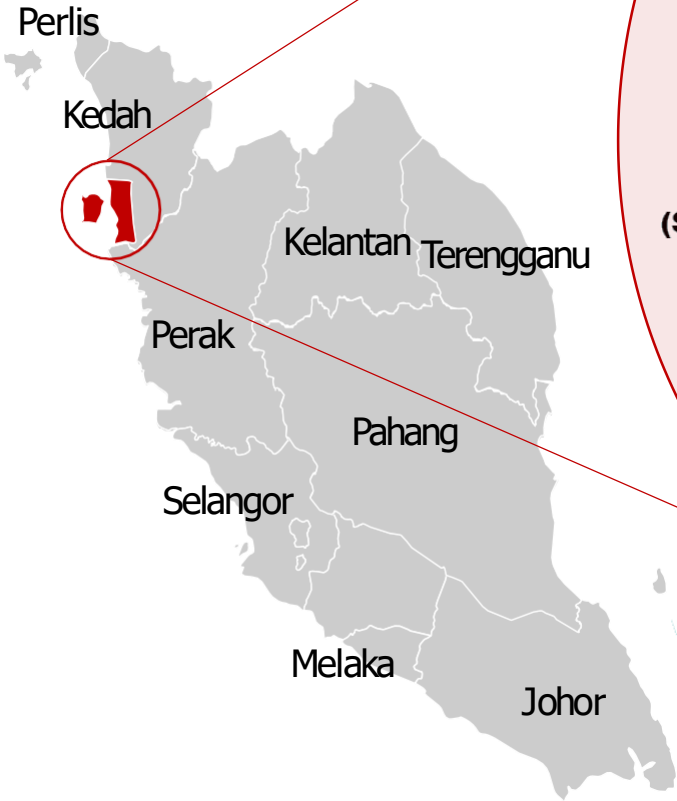 Perlis
Kedah
(S
Kelantan
Terengganu
Perak
Pahang
Selangor
Melaka
Johor